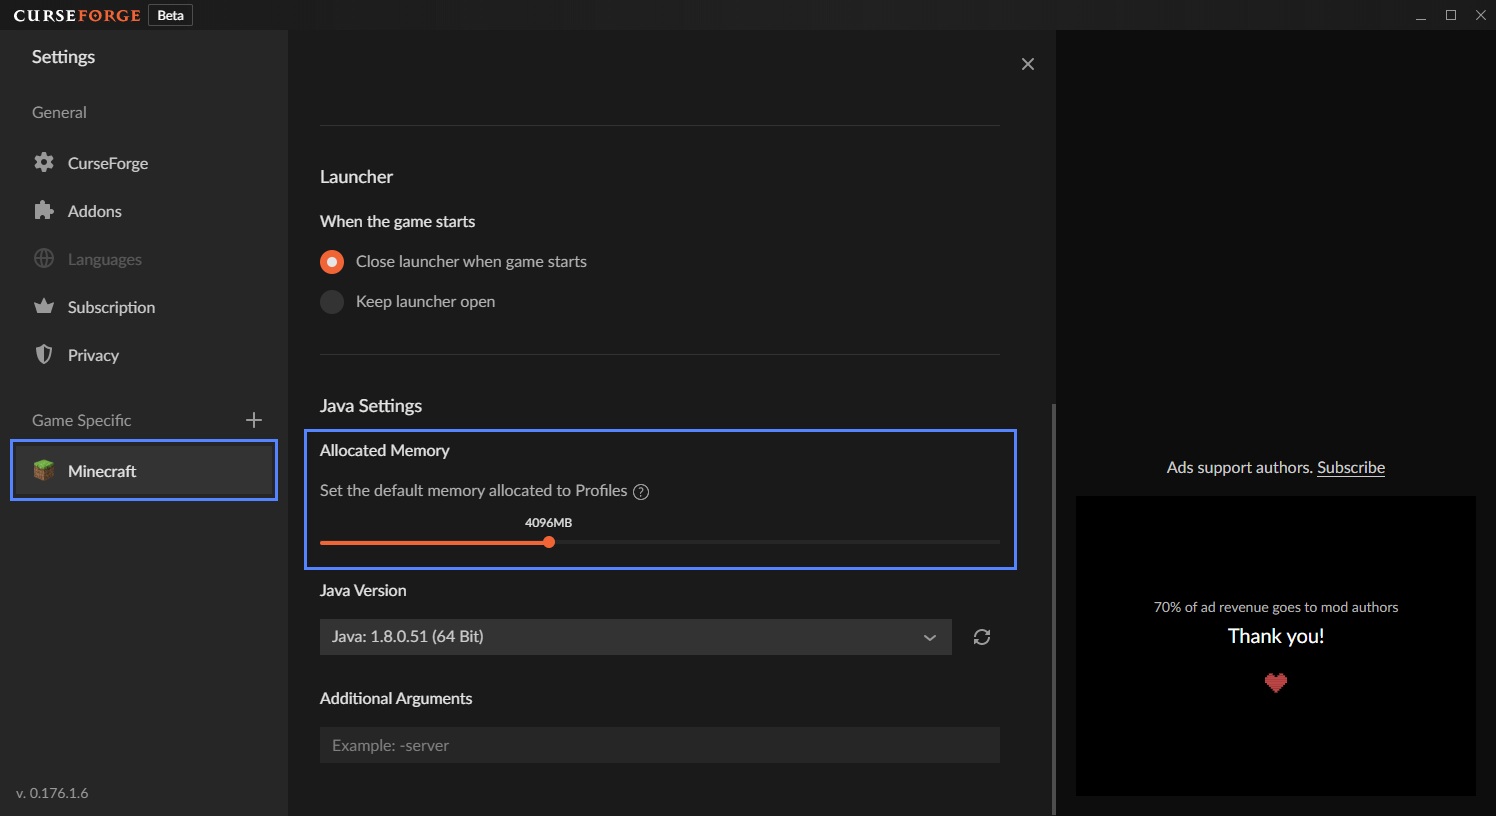 CURSEFORGE Beta
Settings
General
CurseForge
Addons
Languages
Subscription
Privacy
Game Specific
Minecraft
v. 0.176.1.6
Launcher
When the game starts
Close launcher when game starts
Keep launcher open
Java Settings
Allocated Memory
Set the default memory allocated to Profiles ?
4096MB
Java Version
Java: 1.8.0.51 (64 Bit)
Additional Arguments
Example: -server
Ads support authors. Subscribe
70% of ad revenue goes to mod authors
Thank you!